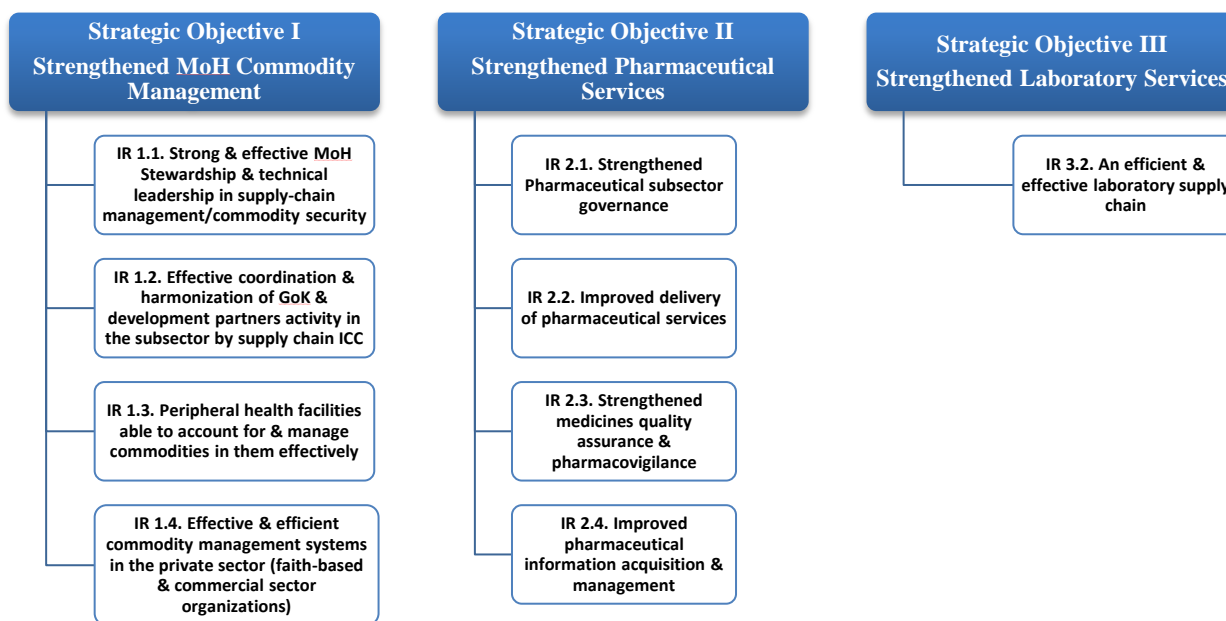 Strategic Objective I
Strengthened MoH Commodity
Management
IR 1.1. Strong & effective MoH
Stewardship & technical
leadership in supply-chain
management/commodity security
IR 1.2. Effective coordination &
harmonization of GoK &
development partners activity in
the subsector by supply chain ICC
IR 1.3. Peripheral health facilities
able to account for & manage
commodities in them effectively
IR 1.4. Effective & efficient
commodity management systems
in the private sector (faith-based
& commercial sector
organizations)
Strategic Objective II
Strengthened Pharmaceutical
Services
IR 2.1. Strengthened
Pharmaceutical subsector
governance
IR 2.2. Improved delivery
of pharmaceutical services
IR 2.3. Strengthened
medicines quality
assurance &
pharmacovigilance
IR 2.4. Improved
pharmaceutical
information acquisition &
management
Strategic Objective III
Strengthened Laboratory Services
IR 3.2. An efficient &
effective laboratory supply
chain